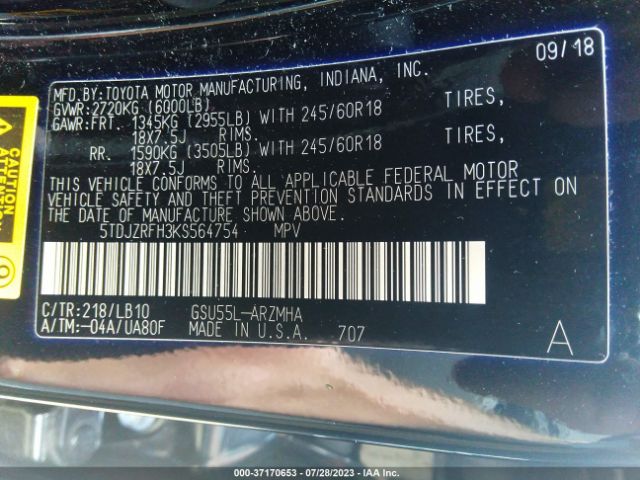 09/18
MFD.BY:TOYOTA MOTOR MANUFACTURING, INDIANA, INC.
GVWR:2720KG (6000LB)
GAWR:FRT. 1345KG (2955LB) WITH 245/60R18 TIRES,
18X7.5J RIMS.
RR. 1590KG (3505LB) WITH 245/60R18 TIRES,
18X7.5J RIMS.
THIS VEHICLE CONFORMS TO ALL APPLICABLE FEDERAL MOTOR
VEHICLE SAFETY AND THEFT PREVENTION STANDARDS IN EFFECT ON
THE DATE OF MANUFACTURE SHOWN ABOVE.
5TDJZRFH3KS564754 MPV
C/TR:218/LB10 GSU55L-ARZMHA
A/TM:-04A/UA80F MADE IN U.S.A. 707
A
CAUTION
ATTENTION
000-37170653 - 07/28/2023 - IAA Inc.